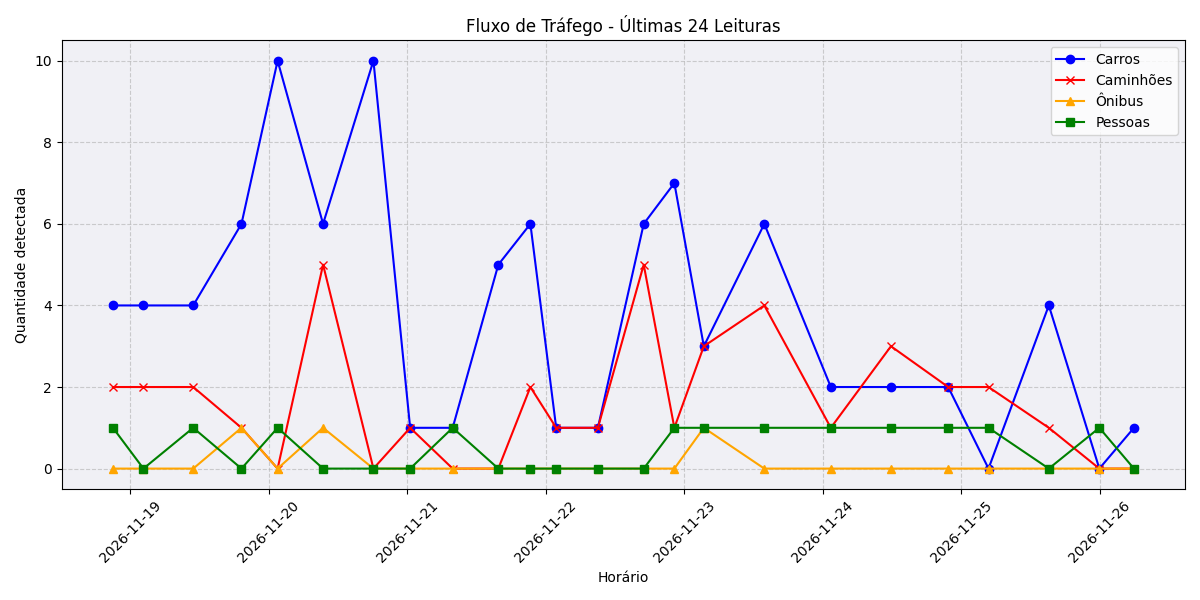 Fluxo de Tráfego - Últimas 24 Leituras
Carros
Caminhões
Ônibus
Pessoas
Quantidade detectada
10
8
6
4
2
0
2026-11-19
2026-11-20
2026-11-21
2026-11-22
2026-11-23
2026-11-24
2026-11-25
2026-11-26
Horário